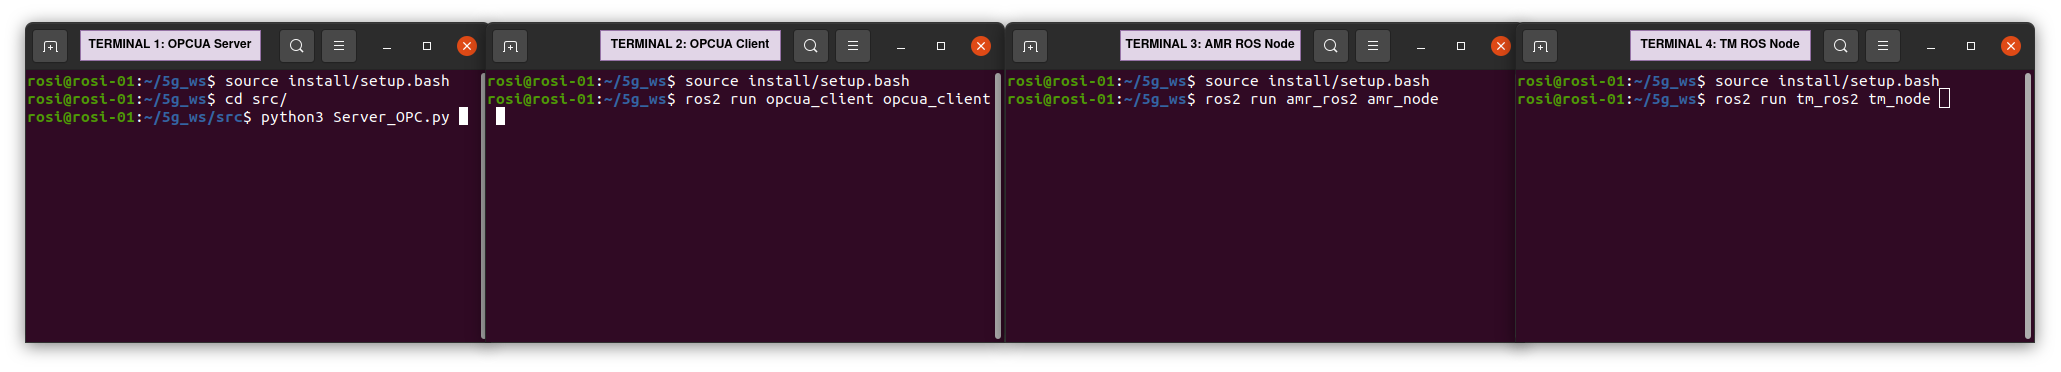 TERMINAL 1: OPCUA Server
rosi@rosi-01:~/5g_ws$ source install/setup.bash
rosi@rosi-01:~/5g_ws$ cd src/
rosi@rosi-01:~/5g_ws/src$ python3 Server_OPC.py
TERMINAL 2: OPCUA Client
rosi@rosi-01:~/5g_ws$ source install/setup.bash
rosi@rosi-01:~/5g_ws$ ros2 run opcua_client opcua_client
TERMINAL 3: AMR ROS Node
rosi@rosi-01:~/5g_ws$ source install/setup.bash
rosi@rosi-01:~/5g_ws$ ros2 run amr_ros2 amr_node
TERMINAL 4: TM ROS Node
rosi@rosi-01:~/5g_ws$ source install/setup.bash
rosi@rosi-01:~/5g_ws$ ros2 run tm_ros2 tm_node